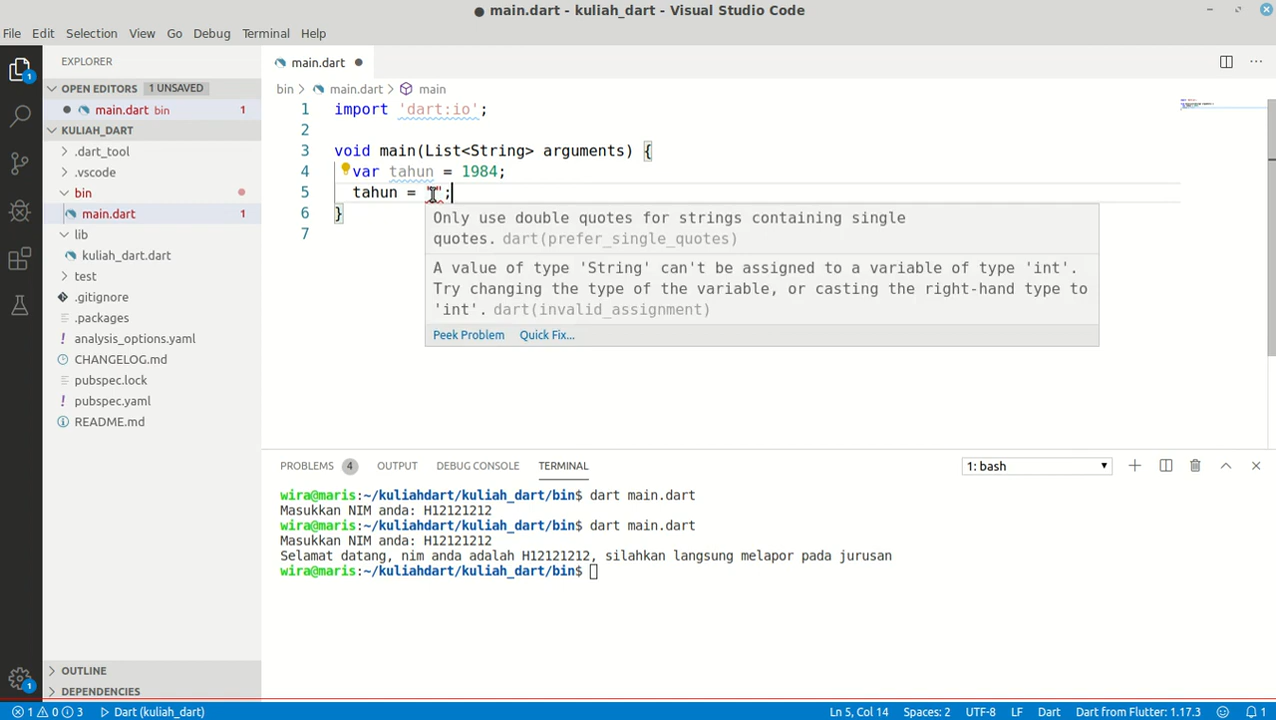 main.dart - kuliah_dart - Visual Studio Code
File Edit Selection View Go Debug Terminal Help
EXPLORER
OPEN EDITORS 1 UNSAVED
main.dart bin 1
KULIAH_DART
.dart_tool
.vscode
bin
main.dart 1
lib
kuliah_dart.dart
test
.gitignore
.packages
analysis_options.yaml
CHANGELOG.md
pubspec.lock
pubspec.yaml
README.md
OUTLINE
DEPENDENCIES
1
1
main.dart
bin > main.dart > main
1 import 'dart:io';
2
3 void main(List<String> arguments) {
4 var tahun = 1984;
5 tahun = "";
6 }
7
Only use double quotes for strings containing single
quotes. dart(prefer_single_quotes)
A value of type 'String' can't be assigned to a variable of type 'int'.
Try changing the type of the variable, or casting the right-hand type to
'int'. dart(invalid_assignment)
Peek Problem Quick Fix...
PROBLEMS 4 OUTPUT DEBUG CONSOLE TERMINAL 1: bash
wira@maris:~/kuliahdart/kuliah_dart/bin$ dart main.dart
Masukkan NIM anda: H12121212
wira@maris:~/kuliahdart/kuliah_dart/bin$ dart main.dart
Masukkan NIM anda: H12121212
Selamat datang, nim anda adalah H12121212, silahkan langsung melapor pada jurusan
wira@maris:~/kuliahdart/kuliah_dart/bin$
1 0 3 Dart (kuliah_dart) Ln 5, Col 14 Spaces: 2 UTF-8 LF Dart Dart from Flutter: 1.17.3 1